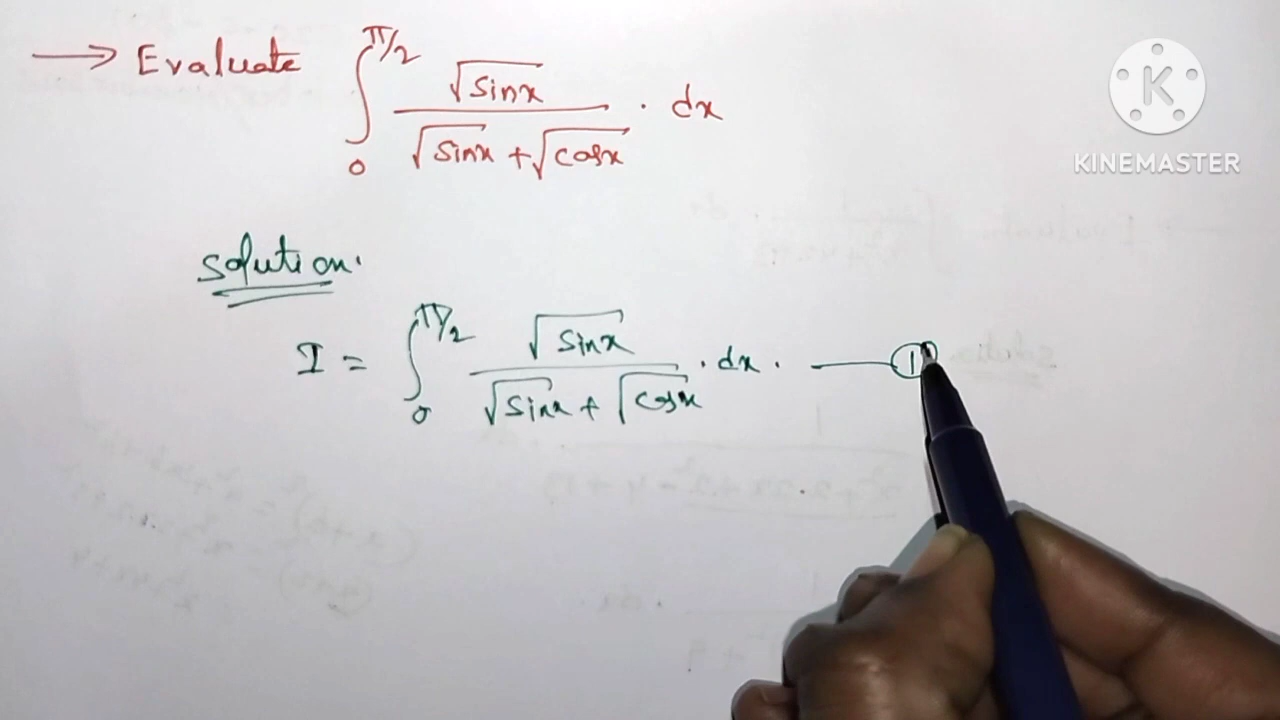 → Evaluate ∫₀^{π/2} √sinx / (√sinx + √cosx) · dx
K
KINEMASTER
Solution.
I = ∫₀^{π/2} √sinx / (√sinx + √cosx) · dx. —— ①